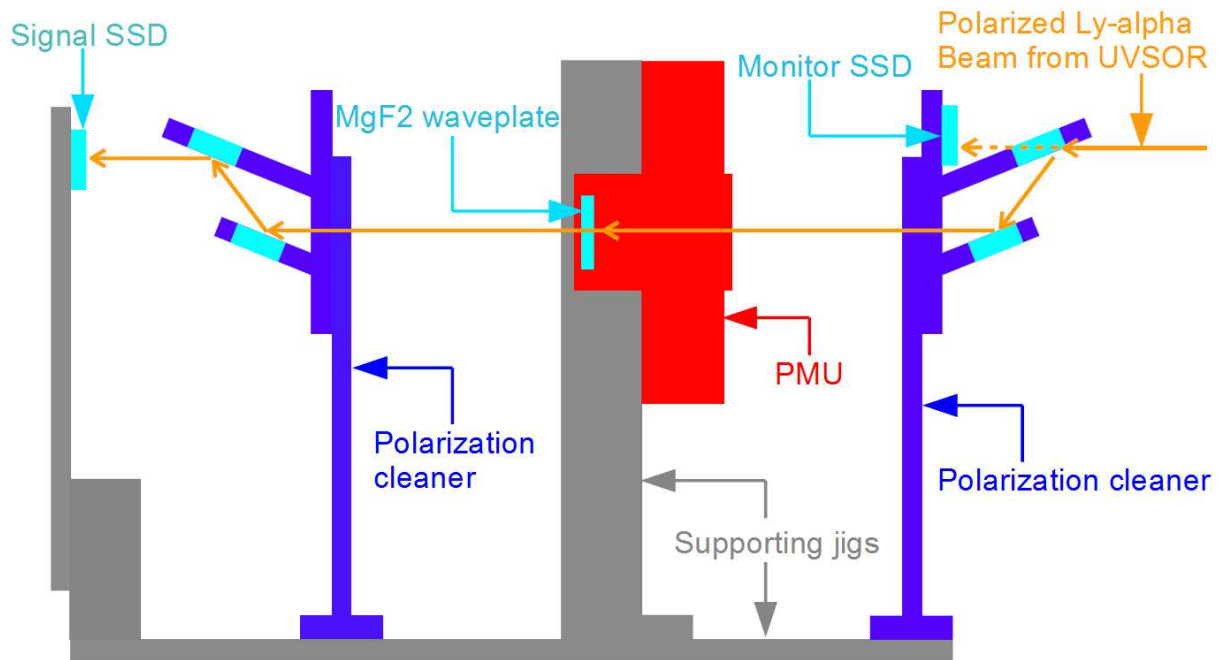 Signal SSD
MgF2 waveplate
Monitor SSD
Polarized Ly-alpha
Beam from UVSOR
PMU
Polarization
cleaner
Polarization cleaner
Supporting jigs